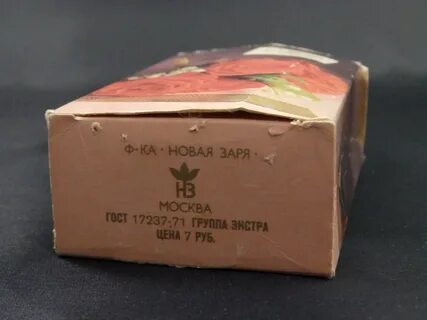 Ф-КА · НОВАЯ ЗАРЯ ·
НЗ
МОСКВА
ГОСТ 17237-71 ГРУППА ЭКСТРА
ЦЕНА 7 РУБ.